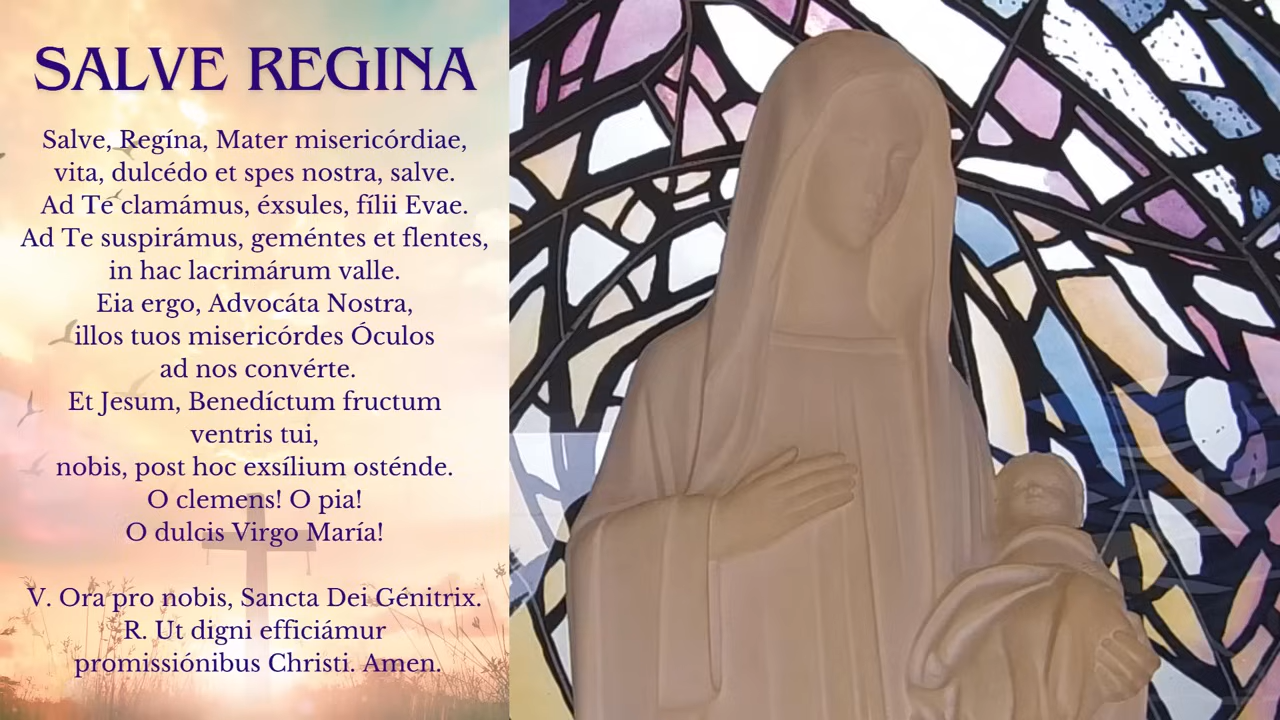 SALVE REGINA
Salve, Regína, Mater misericórdiae,
vita, dulcédo et spes nostra, salve.
Ad Te clamámus, éxsules, fílii Evae.
Ad Te suspirámus, geméntes et flentes,
in hac lacrimárum valle.
Eia ergo, Advocáta Nostra,
illos tuos misericórdes Óculos
ad nos convérte.
Et Jesum, Benedíctum fructum
ventris tui,
nobis, post hoc exsílium osténde.
O clemens! O pia!
O dulcis Virgo María!
V. Ora pro nobis, Sancta Dei Génitrix.
R. Ut digni efficiámur
promissiónibus Christi. Amen.